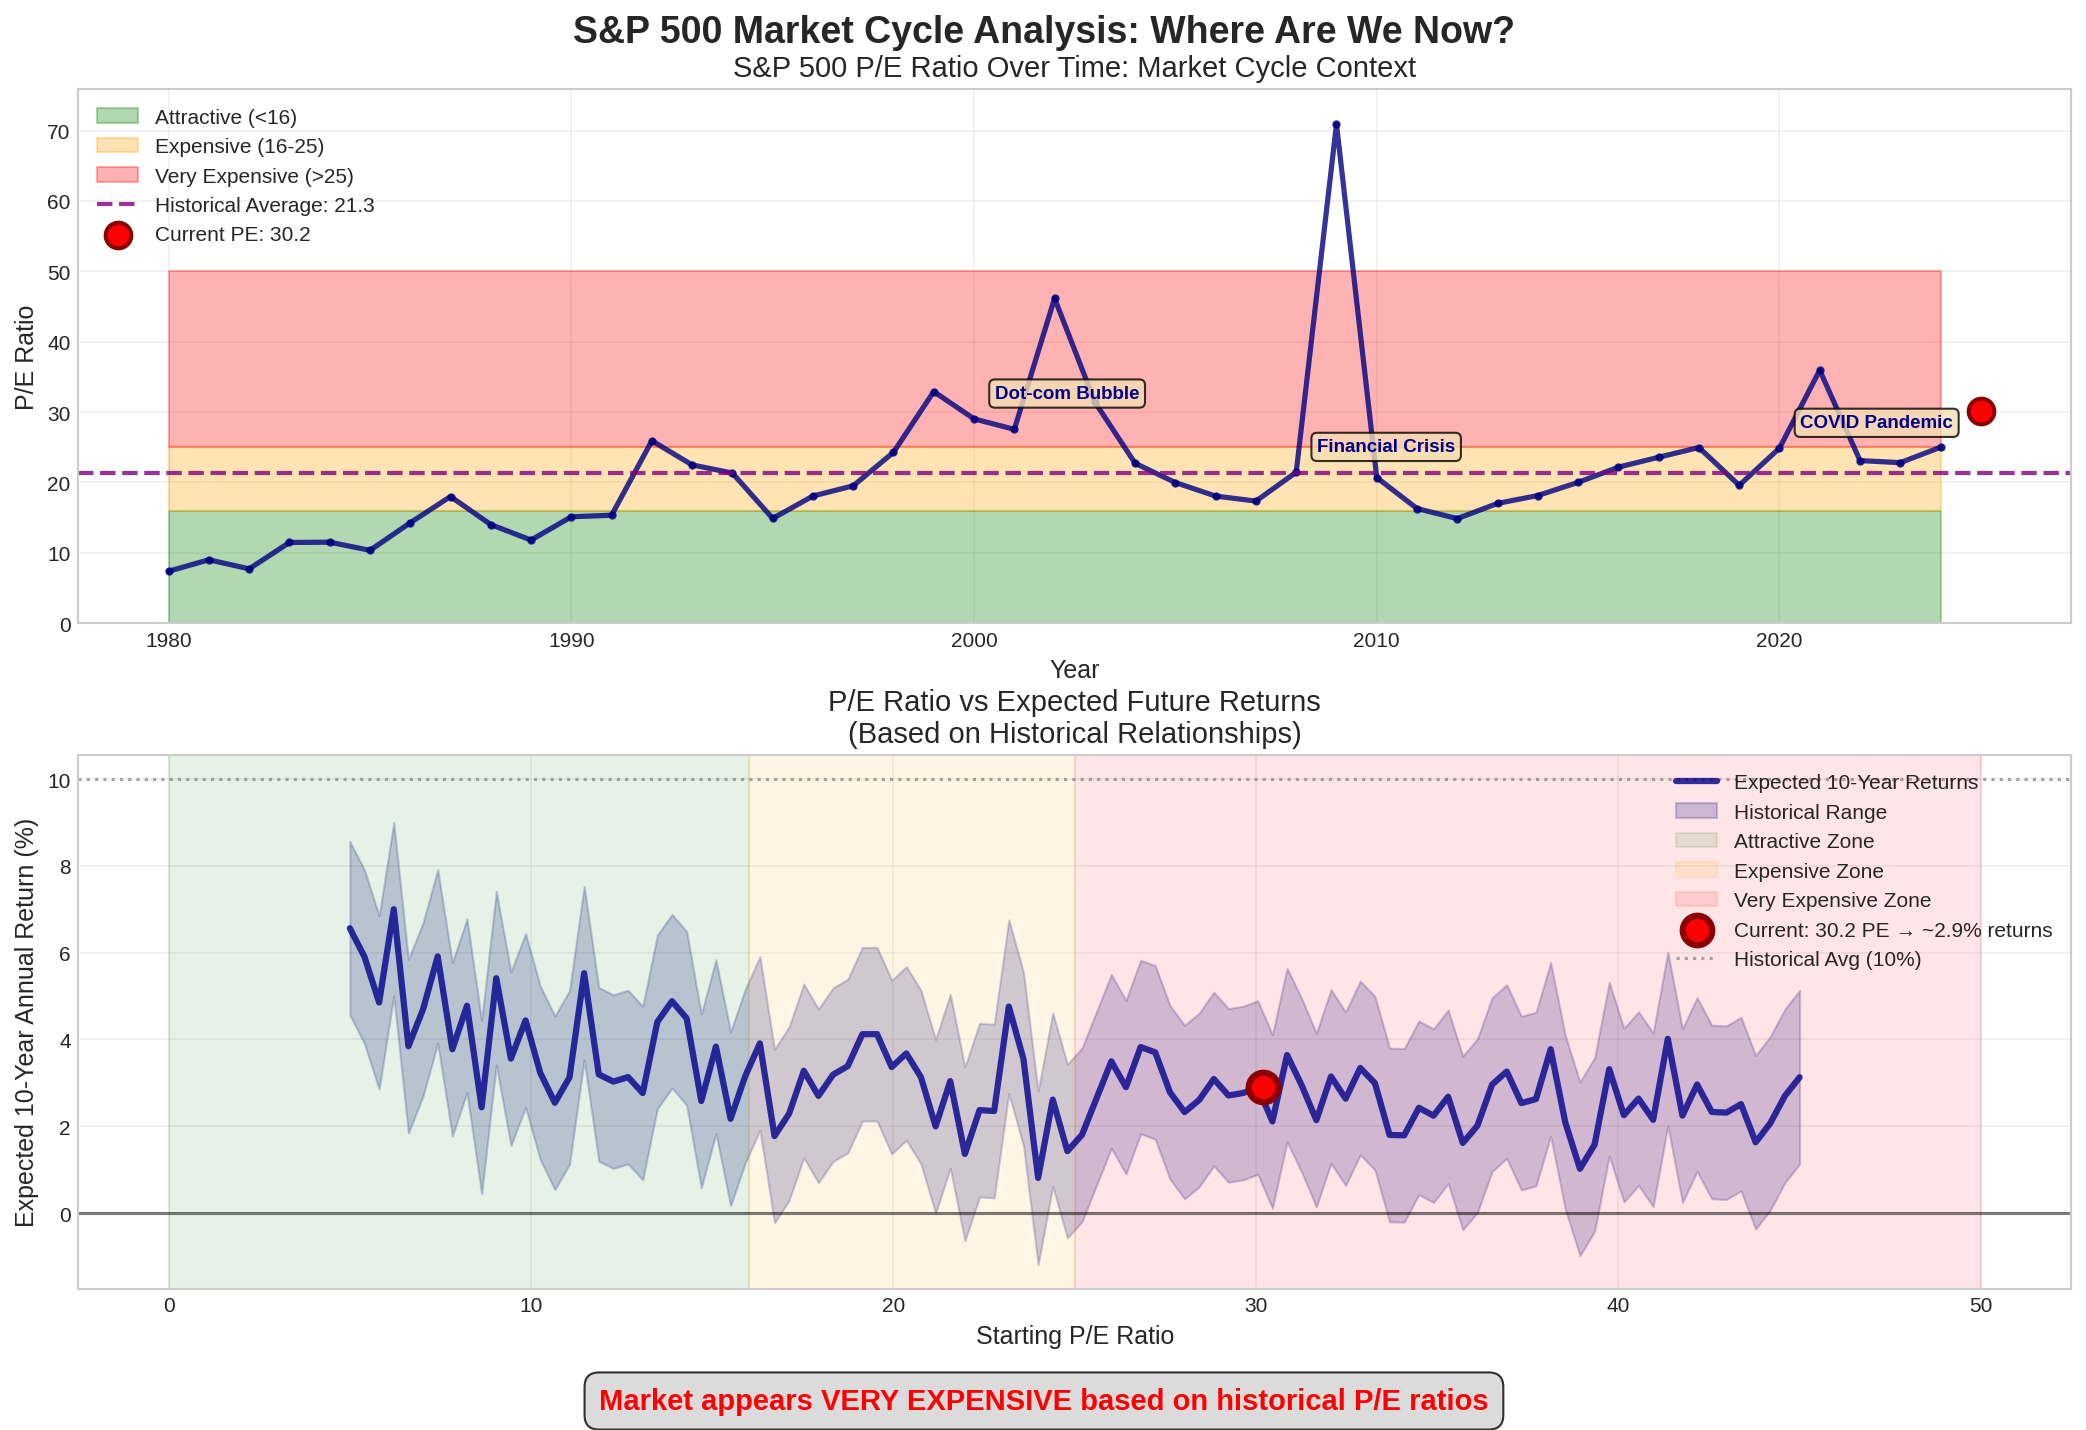 S&P 500 Market Cycle Analysis: Where Are We Now?
S&P 500 P/E Ratio Over Time: Market Cycle Context
Attractive (<16)
Expensive (16-25)
Very Expensive (>25)
Historical Average: 21.3
Current PE: 30.2
P/E Ratio
70
60
50
40
30
20
10
0
Dot-com Bubble
Financial Crisis
COVID Pandemic
1980
1990
2000
2010
2020
Year
P/E Ratio vs Expected Future Returns
(Based on Historical Relationships)
Expected 10-Year Annual Return (%)
10
8
6
4
2
0
Expected 10-Year Returns
Historical Range
Attractive Zone
Expensive Zone
Very Expensive Zone
Current: 30.2 PE → ~2.9% returns
Historical Avg (10%)
0
10
20
30
40
50
Starting P/E Ratio
Market appears VERY EXPENSIVE based on historical P/E ratios